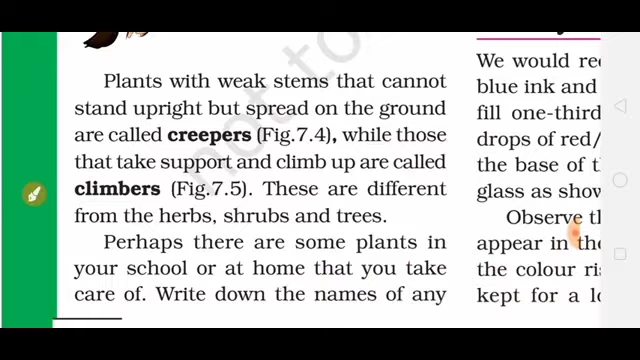 Plants with weak stems that cannot
stand upright but spread on the ground
are called creepers (Fig.7.4), while those
that take support and climb up are called
climbers (Fig.7.5). These are different
from the herbs, shrubs and trees.
Perhaps there are some plants in
your school or at home that you take
care of. Write down the names of any
We would
blue ink and
fill one-third
drops of red/
the base of
glass as
Observe
appear in the
the colour
kept for a
not to